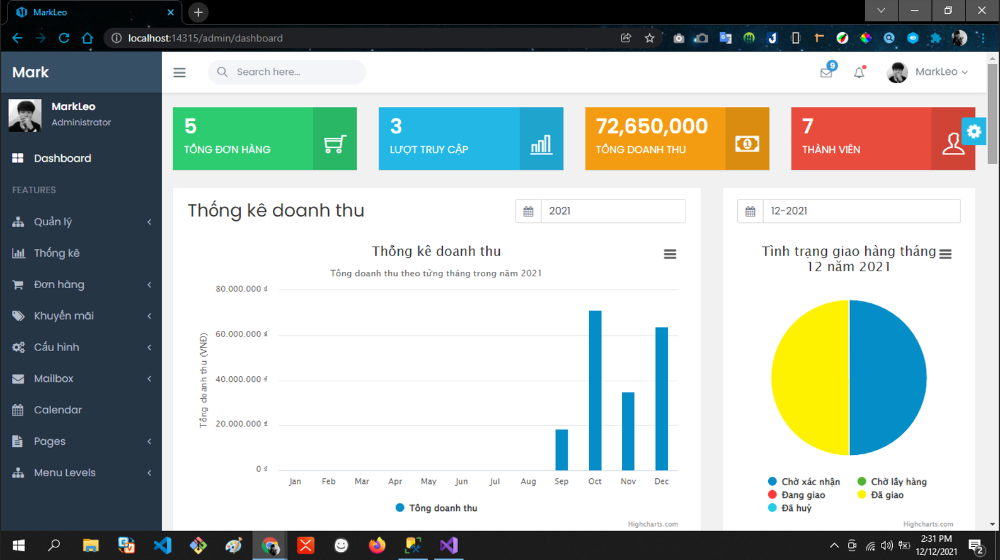 MarkLeo
localhost:14315/admin/dashboard
Mark
Search here...
9
MarkLeo
MarkLeo
Administrator
Dashboard
FEATURES
Quản lý
Thống kê
Đơn hàng
Khuyến mãi
Cấu hình
Mailbox
Calendar
Pages
Menu Levels
5
TỔNG ĐƠN HÀNG
3
LƯỢT TRUY CẬP
72,650,000
TỔNG DOANH THU
1
7
THÀNH VIÊN
Thống kê doanh thu
2021
Thống kê doanh thu
Tổng doanh thu theo từng tháng trong năm 2021
Tổng doanh thu (VNĐ)
80.000.000 ₫
60.000.000 ₫
40.000.000 ₫
20.000.000 ₫
0 ₫
Jan Feb Mar Apr May Jun Jul Aug Sep Oct Nov Dec
Tổng doanh thu
Highcharts.com
12-2021
Tình trạng giao hàng tháng
12 năm 2021
Chờ xác nhận Chờ lấy hàng
Đang giao Đã giao
Đã huỷ
Highcharts.com
2:31 PM
12/12/2021
2